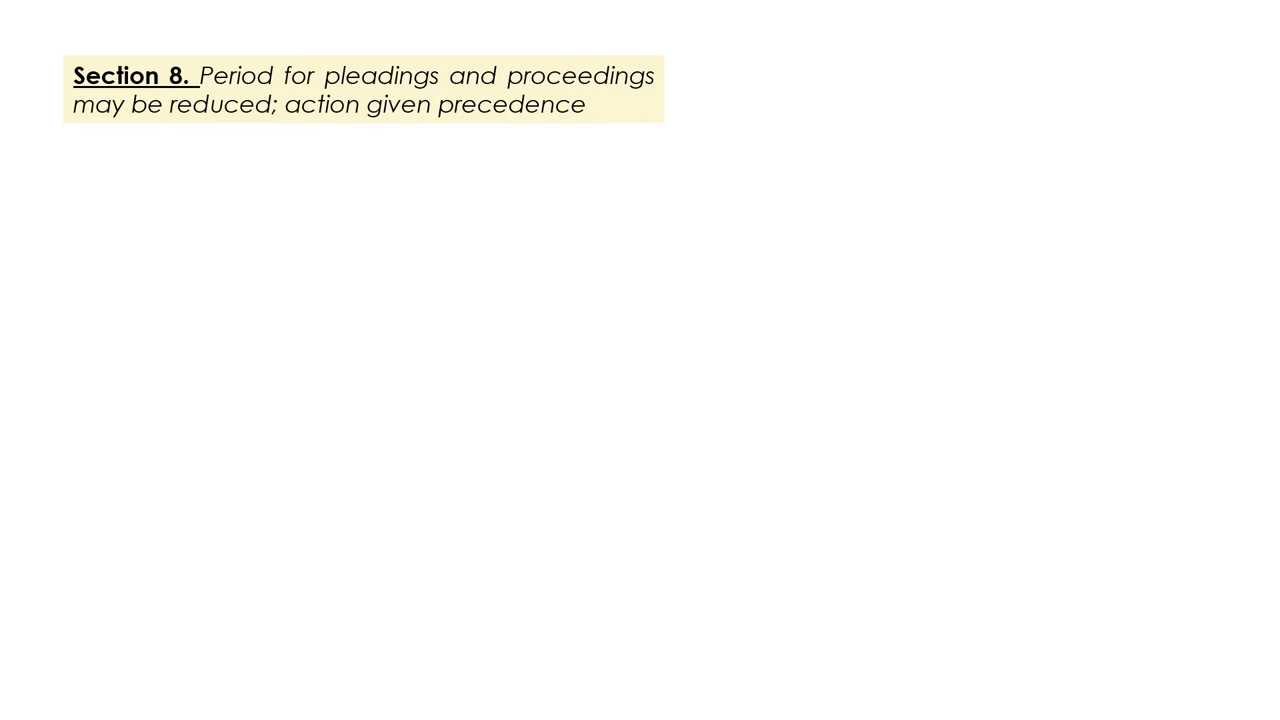 Section 8. Period for pleadings and proceedings
may be reduced; action given precedence